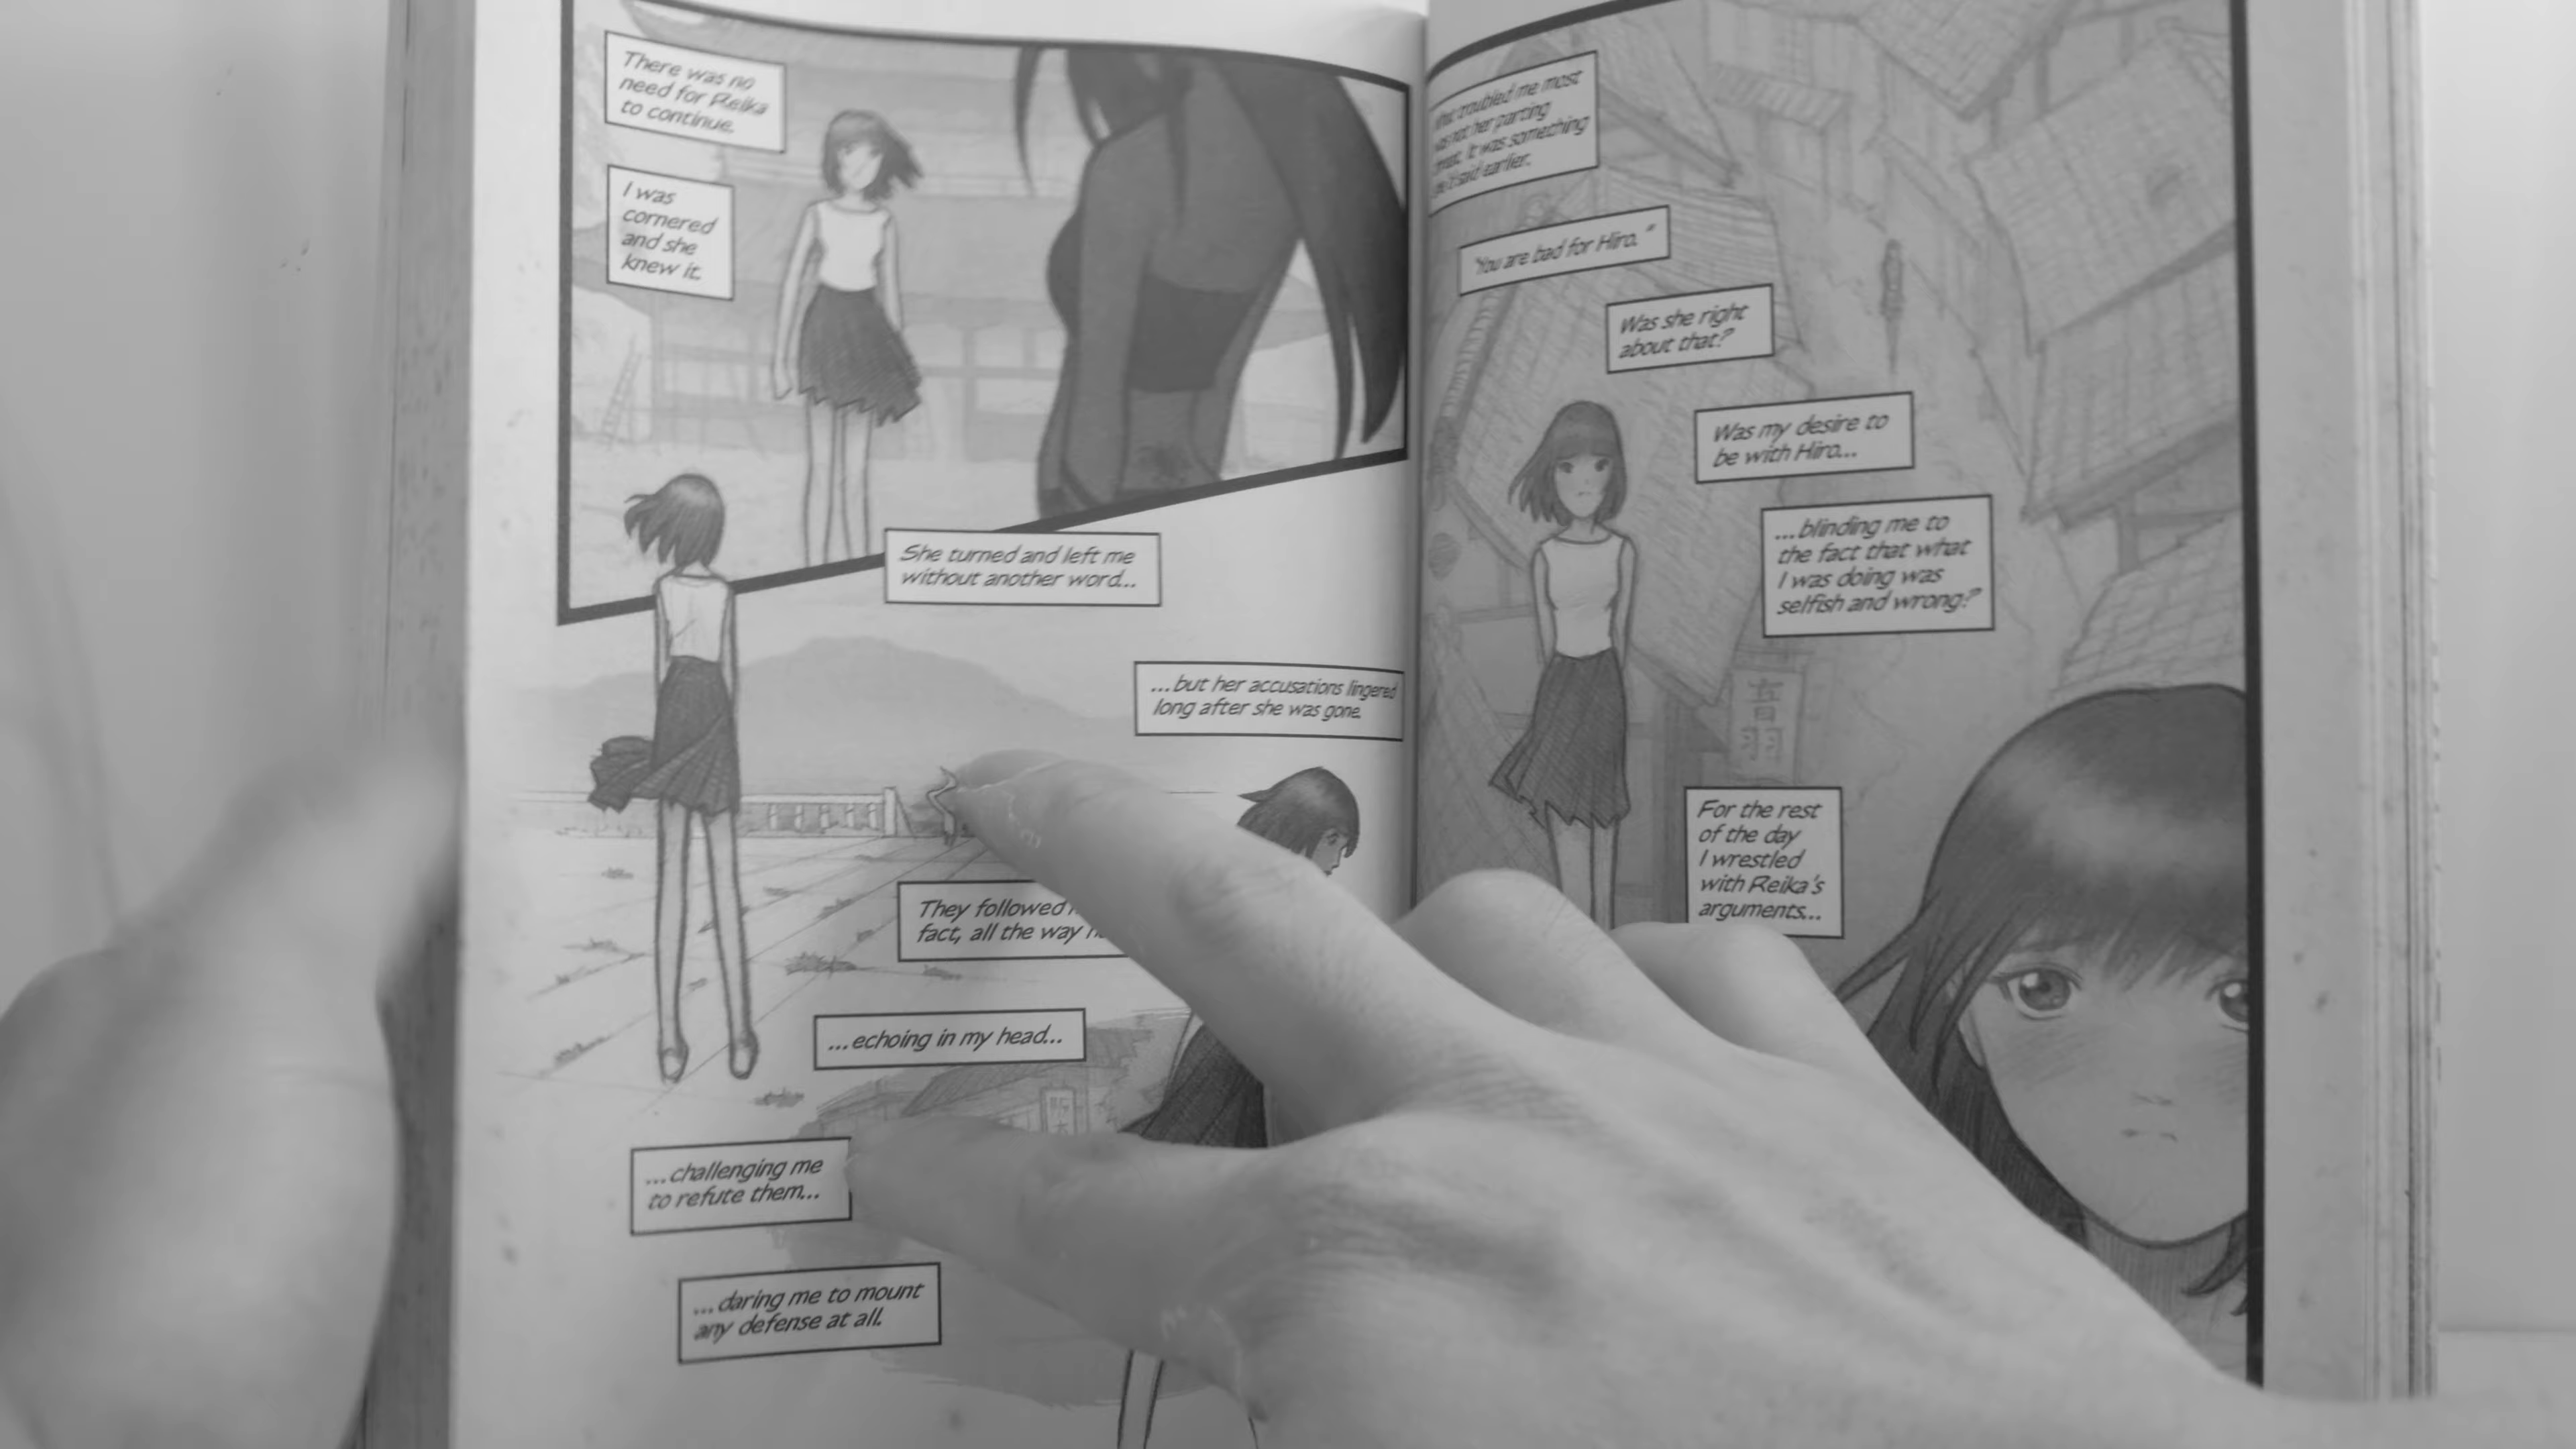 There was no
need for Reika
to continue.
I was
cornered
and she
knew it.
She turned and left me
without another word...
...but her accusations lingered
long after she was gone.
They followed
fact, all the way
...echoing in my head...
...challenging me
to refute them...
...daring me to mount
any defense at all.
troubled me most
not her parting
It was something
said earlier.
"You are bad for Hiro."
Was she right
about that?
Was my desire to
be with Hiro...
...blinding me to
the fact that what
I was doing was
selfish and wrong?
音
羽
For the rest
of the day
I wrestled
with Reika's
arguments...